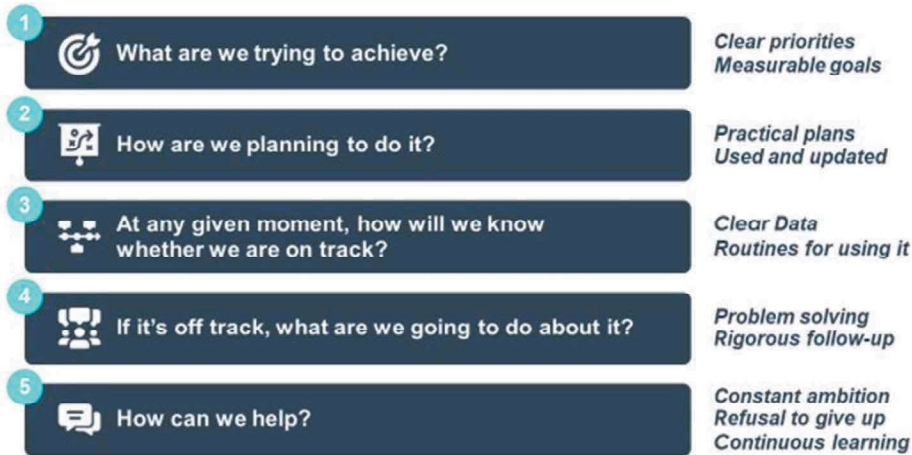 1
What are we trying to achieve?
Clear priorities
Measurable goals
2
How are we planning to do it?
Practical plans
Used and updated
3
At any given moment, how will we know
whether we are on track?
Clear Data
Routines for using it
4
If it's off track, what are we going to do about it?
Problem solving
Rigorous follow-up
5
How can we help?
Constant ambition
Refusal to give up
Continuous learning